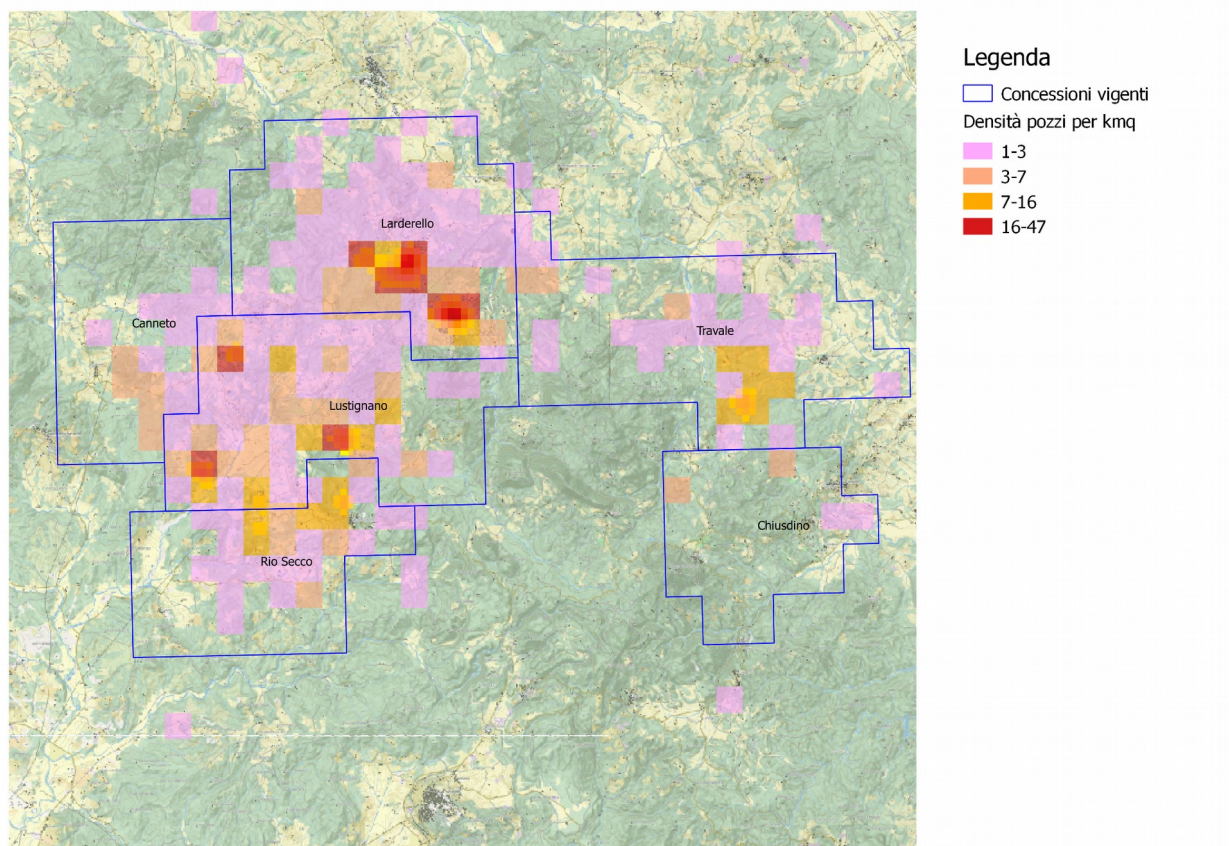 Legenda
Concessioni vigenti
Densità pozzi per kmq
1-3
3-7
7-16
16-47
Larderello
Canneto
Travale
Lustignano
Chiusdino
Rio Secco